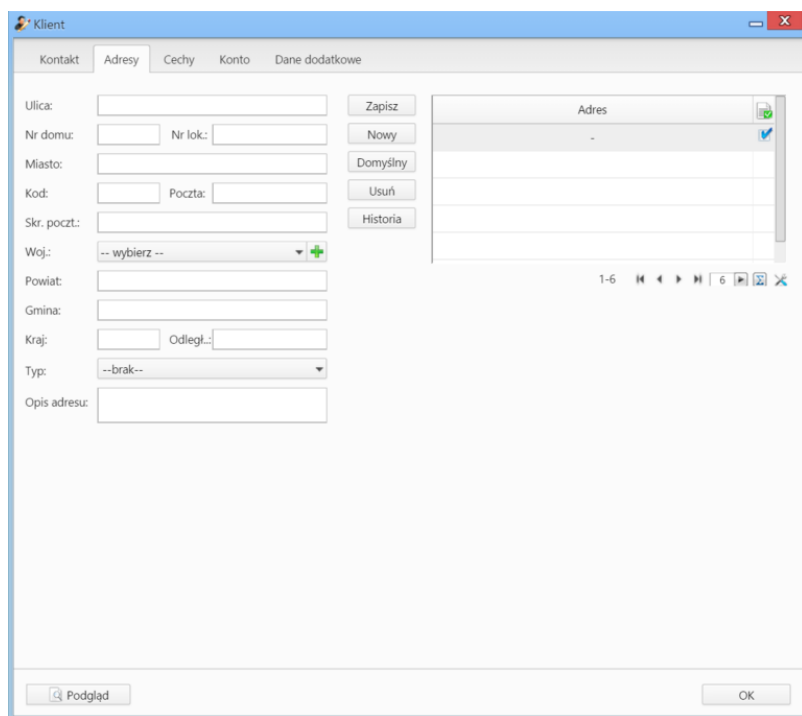 Klient
Kontakt Adresy Cechy Konto Dane dodatkowe
Ulica: Zapisz Adres
Nr domu: Nr lok.: Nowy -
Miasto: Domyślny
Kod: Poczta: Usuń
Skr. poczt.: Historia
Woj.: -- wybierz --
Powiat: 1-6 6
Gmina:
Kraj: Odległ..:
Typ: --brak--
Opis adresu:
Podgląd OK